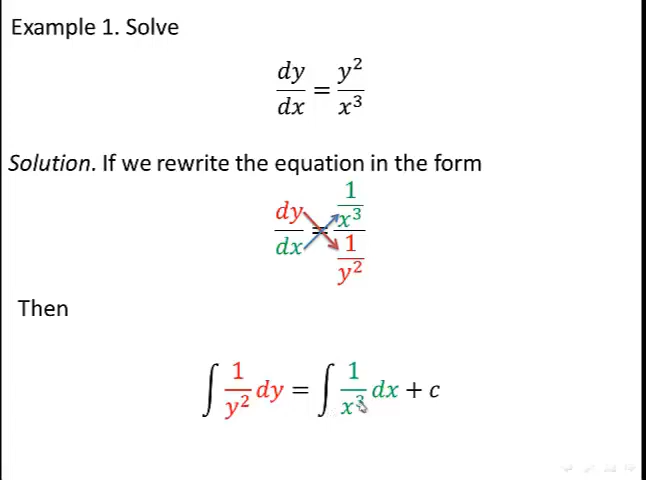 Example 1. Solve
dy/dx = y²/x³
Solution. If we rewrite the equation in the form
dy/dx = (1/x³)/(1/y²)
Then
∫ 1/y² dy = ∫ 1/x³ dx + c